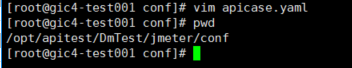 [root@gic4-test001 conf]# vim apicase.yaml
[root@gic4-test001 conf]# pwd
/opt/apitest/DmTest/jmeter/conf
[root@gic4-test001 conf]#